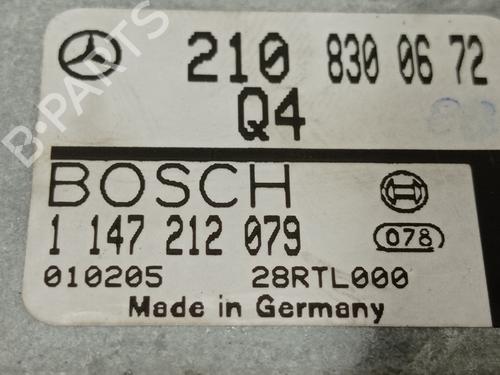 210 830 06 72
Q4
BOSCH
1 147 212 079
078
010205 28RTL000
Made in Germany
B-PARTS